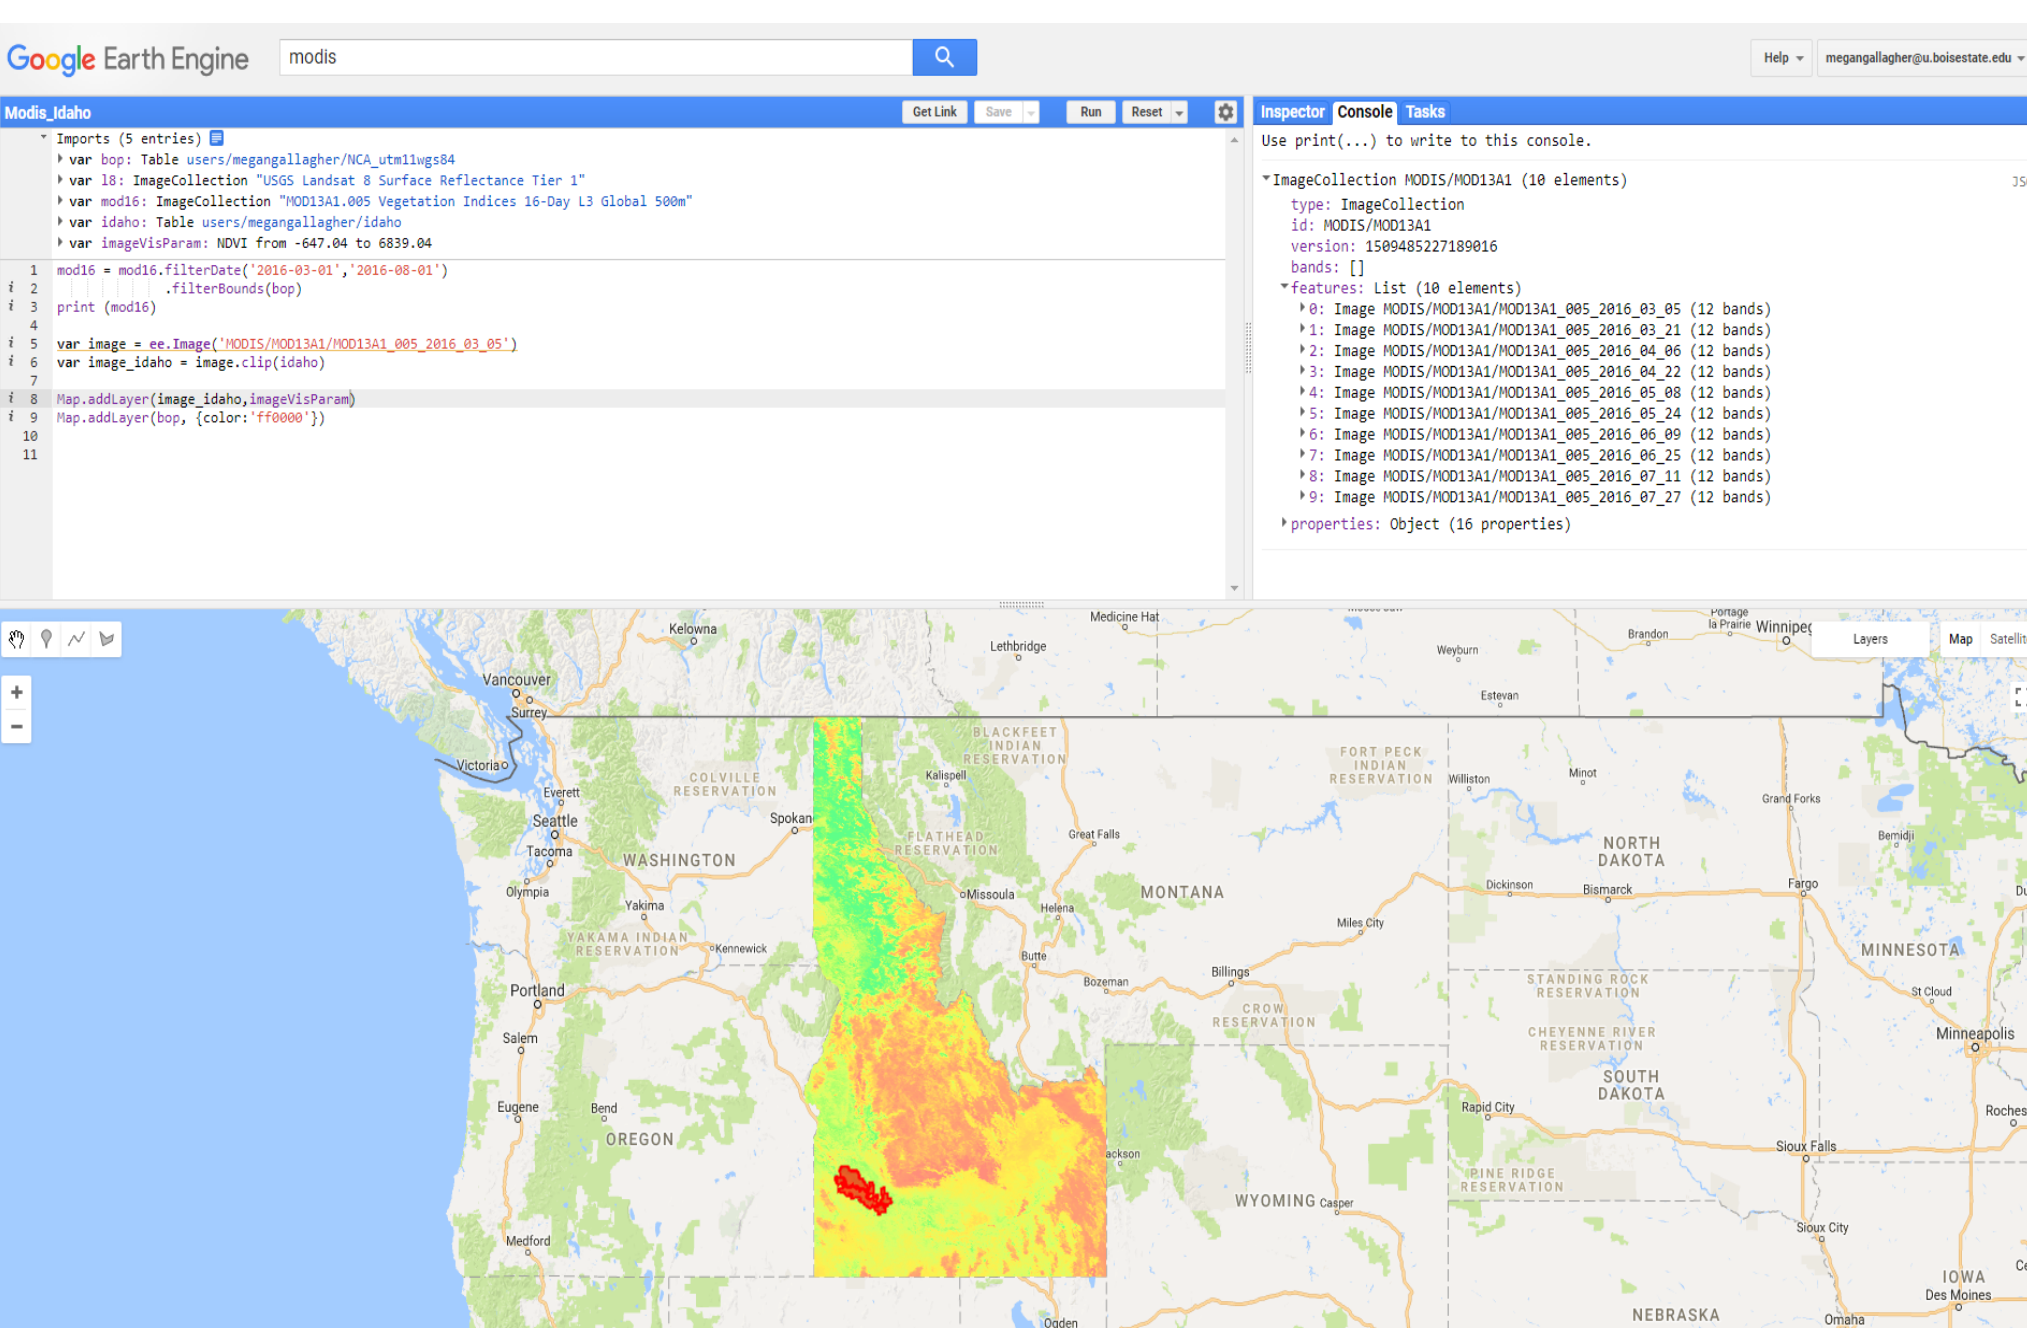 Google Earth Engine
modis
Help
megangallagher@u.boisestate.edu
Modis_Idaho
Get Link
Save
Run
Reset
Imports (5 entries)
var bop: Table users/megangallagher/NCA_utm11wgs84
var l8: ImageCollection "USGS Landsat 8 Surface Reflectance Tier 1"
var mod16: ImageCollection "MOD13A1.005 Vegetation Indices 16-Day L3 Global 500m"
var idaho: Table users/megangallagher/idaho
var imageVisParam: NDVI from -647.04 to 6839.04
i
1 mod16 = mod16.filterDate('2016-03-01','2016-08-01')
i 2 .filterBounds(bop)
i 3 print (mod16)
4
i 5 var image = ee.Image('MODIS/MOD13A1/MOD13A1_005_2016_03_05')
i 6 var image_idaho = image.clip(idaho)
7
i 8 Map.addLayer(image_idaho,imageVisParam)
i 9 Map.addLayer(bop, {color:'ff0000'})
10
11
Inspector Console Tasks
Use print(...) to write to this console.
ImageCollection MODIS/MOD13A1 (10 elements)
JS
type: ImageCollection
id: MODIS/MOD13A1
version: 1509485227189016
bands: []
features: List (10 elements)
0: Image MODIS/MOD13A1/MOD13A1_005_2016_03_05 (12 bands)
1: Image MODIS/MOD13A1/MOD13A1_005_2016_03_21 (12 bands)
2: Image MODIS/MOD13A1/MOD13A1_005_2016_04_06 (12 bands)
3: Image MODIS/MOD13A1/MOD13A1_005_2016_04_22 (12 bands)
4: Image MODIS/MOD13A1/MOD13A1_005_2016_05_08 (12 bands)
5: Image MODIS/MOD13A1/MOD13A1_005_2016_05_24 (12 bands)
6: Image MODIS/MOD13A1/MOD13A1_005_2016_06_09 (12 bands)
7: Image MODIS/MOD13A1/MOD13A1_005_2016_06_25 (12 bands)
8: Image MODIS/MOD13A1/MOD13A1_005_2016_07_11 (12 bands)
9: Image MODIS/MOD13A1/MOD13A1_005_2016_07_27 (12 bands)
properties: Object (16 properties)
Layers
Map
Satellit
Kelowna
Medicine Hat
Lethbridge
Weyburn
Brandon
Portage
la Prairie
Winnipeg
Vancouver
Surrey
Estevan
Victoria
Everett
Seattle
Tacoma
Olympia
COLVILLE
RESERVATION
Spokan
BLACKFEET
INDIAN
RESERVATION
Kalispell
FORT PECK
INDIAN
RESERVATION
Williston
Minot
Grand Forks
Bemidji
FLATHEAD
RESERVATION
Great Falls
WASHINGTON
NORTH
DAKOTA
Yakima
Missoula
MONTANA
Helena
Dickinson
Bismarck
Fargo
Du
Miles City
YAKAMA INDIAN
RESERVATION
Kennewick
Butte
Billings
Bozeman
MINNESOTA
Portland
STANDING ROCK
RESERVATION
St Cloud
CROW
RESERVATION
Salem
CHEYENNE RIVER
RESERVATION
Minneapolis
SOUTH
DAKOTA
Eugene
Bend
OREGON
Rapid City
Roches
Sioux Falls
ackson
PINE RIDGE
RESERVATION
WYOMING
Casper
Sioux City
Medford
IOWA
Ce
Des Moines
NEBRASKA
Omaha
Ogden